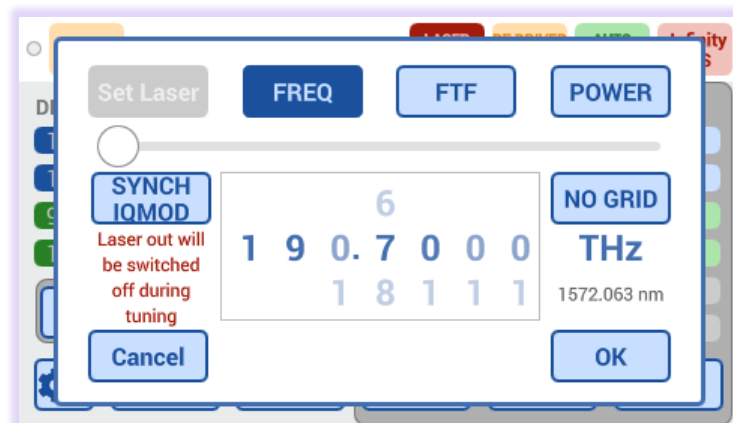 Set Laser
FREQ
FTF
POWER
SYNCH
IQMOD
6
NO GRID
Laser out will
be switched
off during
tuning
1 9 0. 7 0 0 0
THz
1 8 1 1 1
1572.063 nm
Cancel
OK